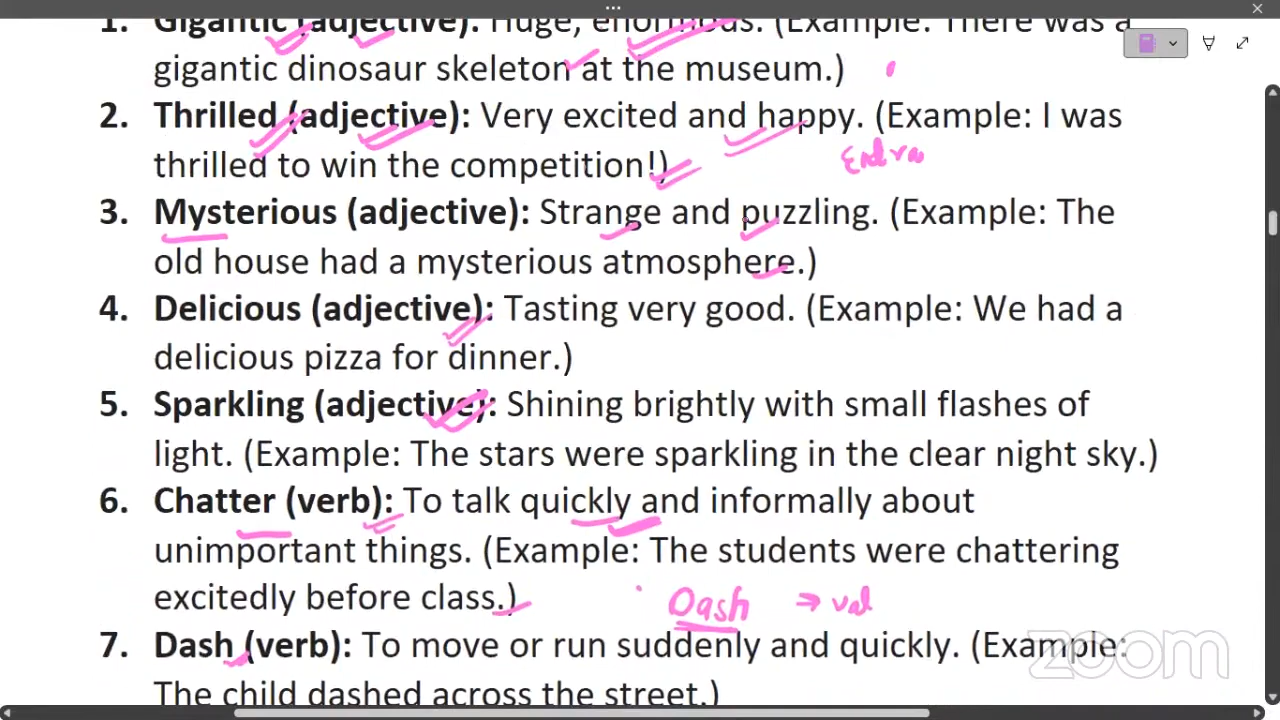 1. Gigantic (adjective): Huge, enormous. (Example: There was a
gigantic dinosaur skeleton at the museum.)
2. Thrilled (adjective): Very excited and happy. (Example: I was
thrilled to win the competition!)
3. Mysterious (adjective): Strange and puzzling. (Example: The
old house had a mysterious atmosphere.)
4. Delicious (adjective): Tasting very good. (Example: We had a
delicious pizza for dinner.)
5. Sparkling (adjective): Shining brightly with small flashes of
light. (Example: The stars were sparkling in the clear night sky.)
6. Chatter (verb): To talk quickly and informally about
unimportant things. (Example: The students were chattering
excitedly before class.)
Dash →
7. Dash (verb): To move or run suddenly and quickly. (Example:
zoom
The child dashed across the street.)